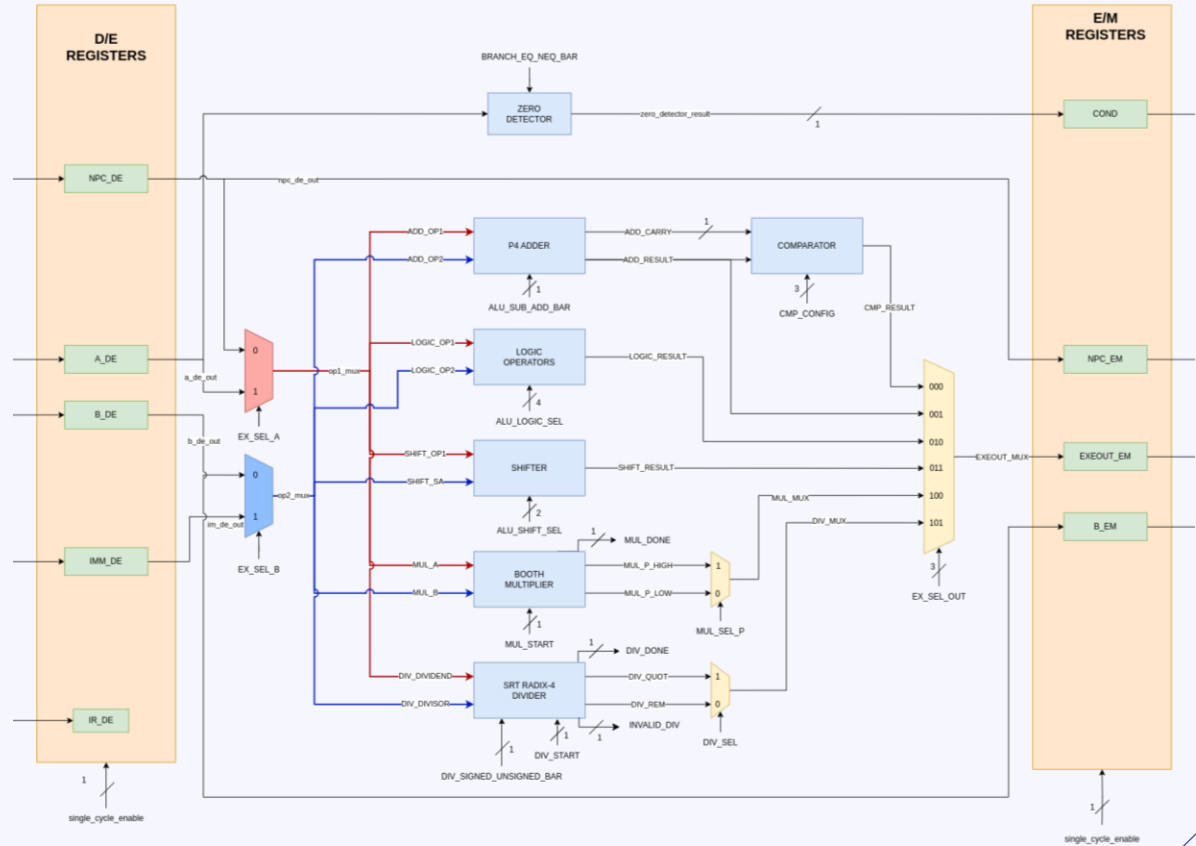 D/E
REGISTERS
E/M
REGISTERS
BRANCH_EQ_NEQ_BAR
ZERO
DETECTOR
zero_detector_result
1
COND
NPC_DE
npc_de_out
ADD_OP1
P4 ADDER
ADD_CARRY
1
COMPARATOR
ADD_OP2
ADD_RESULT
1
ALU_SUB_ADD_BAR
3
CMP_CONFIG
CMP_RESULT
LOGIC_OP1
LOGIC
OPERATORS
LOGIC_RESULT
LOGIC_OP2
4
ALU_LOGIC_SEL
A_DE
a_de_out
0
1
EX_SEL_A
op1_mux
NPC_EM
000
001
010
011
100
101
3
EX_SEL_OUT
EXEOUT_MUX
EXEOUT_EM
B_DE
b_de_out
0
1
im_de_out
EX_SEL_B
op2_mux
SHIFT_OP1
SHIFTER
SHIFT_RESULT
SHIFT_SA
2
ALU_SHIFT_SEL
MUL_MUX
DIV_MUX
B_EM
IMM_DE
1
MUL_DONE
MUL_A
BOOTH
MULTIPLIER
MUL_P_HIGH
1
MUL_B
MUL_P_LOW
0
1
MUL_START
MUL_SEL_P
1
DIV_DONE
DIV_DIVIDEND
SRT RADIX-4
DIVIDER
DIV_QUOT
1
DIV_DIVISOR
DIV_REM
0
1
INVALID_DIV
DIV_SEL
1
DIV_START
1
DIV_SIGNED_UNSIGNED_BAR
IR_DE
1
single_cycle_enable
1
single_cycle_enable